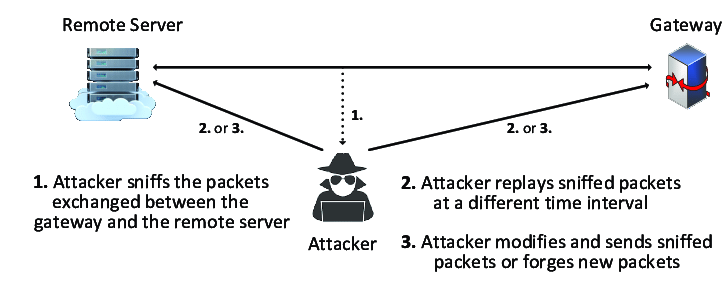 Remote Server
Gateway
1.
2. or 3.
2. or 3.
1. Attacker sniffs the packets
exchanged between the
gateway and the remote server
Attacker
2. Attacker replays sniffed packets
at a different time interval
3. Attacker modifies and sends sniffed
packets or forges new packets